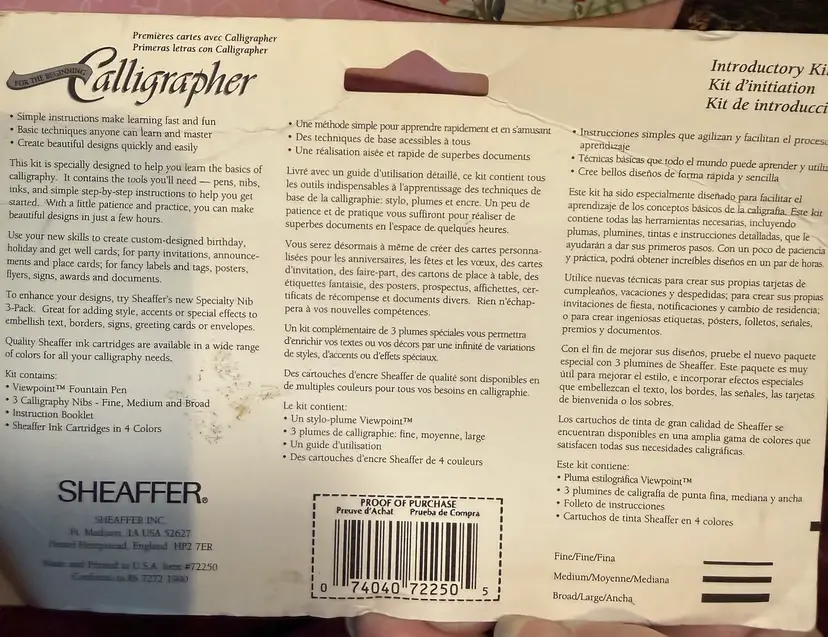 Premières cartes avec Calligrapher
Primeras letras con Calligrapher
FOR THE BEGINNING
Calligrapher
• Simple instructions make learning fast and fun
• Basic techniques anyone can learn and master
• Create beautiful designs quickly and easily
This kit is specially designed to help you learn the basics of
calligraphy. It contains the tools you'll need — pens, nibs,
inks, and simple step-by-step instructions to help you get
started. With a little patience and practice, you can make
beautiful designs in just a few hours.
Use your new skills to create custom-designed birthday,
holiday and get well cards; for party invitations, announce-
ments and place cards; for fancy labels and tags, posters,
flyers, signs, awards and documents.
To enhance your designs, try Sheaffer's new Specialty Nib
3-Pack. Great for adding style, accents or special effects to
embellish text, borders, signs, greeting cards or envelopes.
Quality Sheaffer ink cartridges are available in a wide range
of colors for all your calligraphy needs.
Kit contains:
• Viewpoint™ Fountain Pen
• 3 Calligraphy Nibs - Fine, Medium and Broad
• Instruction Booklet
• Sheaffer Ink Cartridges in 4 Colors
SHEAFFER®
SHEAFFER INC.
Ft. Madison, IA USA 52627
Hemel Hempstead, England HP2 7ER
Made and Printed in U.S.A. Item #72250
Conforms to BS 7272 1990
• Une méthode simple pour apprendre rapidement et en s'amusant
• Des techniques de base acessibles à tous
• Une réalisation aisée et rapide de superbes documents
Livré avec un guide d'utilisation détaillé, ce kit contient tous
les outils indispensables à l'apprentissage des techniques de
base de la calligraphie: stylo, plumes et encre. Un peu de
patience et de pratique vous suffiront pour réaliser de
superbes documents en l'espace de quelques heures.
Vous serez désormais à même de créer des cartes personna-
lisées pour les anniversaires, les fêtes et les vœux, des cartes
d'invitation, des faire-part, des cartons de place à table, des
étiquettes fantaisie, des posters, prospectus, affichettes, cer-
tificats de récompense et documents divers. Rien n'échap-
pera à vos nouvelles compétences.
Un kit complémentaire de 3 plumes spéciales vous permettra
d'enrichir vos textes ou vos décors par une infinité de variations
de styles, d'accents ou d'effets spéciaux.
Des cartouches d'encre Sheaffer de qualité sont disponibles en
de multiples couleurs pour tous vos besoins en calligraphie.
Le kit contient:
• Un stylo-plume Viewpoint™
• 3 plumes de calligraphie: fine, moyenne, large
• Un guide d'utilisation
• Des cartouches d'encre Sheaffer de 4 couleurs
PROOF OF PURCHASE
Preuve d'Achat Prueba de Compra
0 74040 72250 5
Introductory Ki
Kit d'initiation
Kit de introducci
• Instrucciones simples que agilizan y facilitan el proceso
aprendizaje
• Técnicas básicas que todo el mundo puede aprender y utiliz
• Cree bellos diseños de forma rápida y sencilla
Este kit ha sido especialmente diseñado para facilitar el
aprendizaje de los conceptos básicos de la caligrafía. Este kit
contiene todas las herramientas necesarias, incluyendo
plumas, plumines, tintas e instrucciones detalladas, que le
ayudarán a dar sus primeros pasos. Con un poco de paciencia
y práctica, podrá obtener increíbles diseños en un par de horas.
Utilice nuevas técnicas para crear sus propias tarjetas de
cumpleaños, vacaciones y despedidas; para crear sus propias
invitaciones de fiesta, notificaciones y cambio de residencia;
o para crear ingeniosas etiquetas, pósters, folletos, señales,
premios y documentos.
Con el fin de mejorar sus diseños, pruebe el nuevo paquete
especial con 3 plumines de Sheaffer. Este paquete es muy
útil para mejorar el estilo, e incorporar efectos especiales
que embellezcan el texto, los bordes, las señales, las tarjetas
de bienvenida o los sobres.
Los cartuchos de tinta de gran calidad de Sheaffer se
encuentran disponibles en una amplia gama de colores que
satisfacen todas sus necesidades caligráficas.
Este kit contiene:
• Pluma estilográfica Viewpoint™
• 3 plumines de caligrafía de punta fina, mediana y ancha
• Folleto de instrucciones
• Cartuchos de tinta Sheaffer en 4 colores
Fine/Fine/Fina
Medium/Moyenne/Mediana
Broad/Large/Ancha